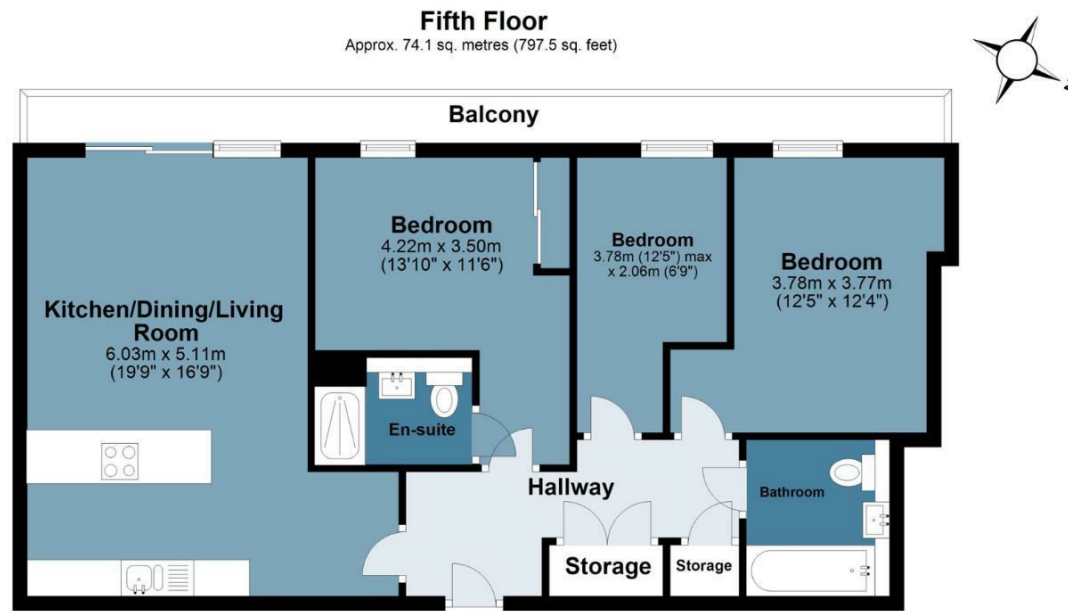 Fifth Floor
Approx. 74.1 sq. metres (797.5 sq. feet)
Balcony
Kitchen/Dining/Living
Room
6.03m x 5.11m
(19'9" x 16'9")
Bedroom
4.22m x 3.50m
(13'10" x 11'6")
Bedroom
3.78m (12'5") max
x 2.06m (6'9")
Bedroom
3.78m x 3.77m
(12'5" x 12'4")
En-suite
Hallway
Bathroom
Storage
Storage